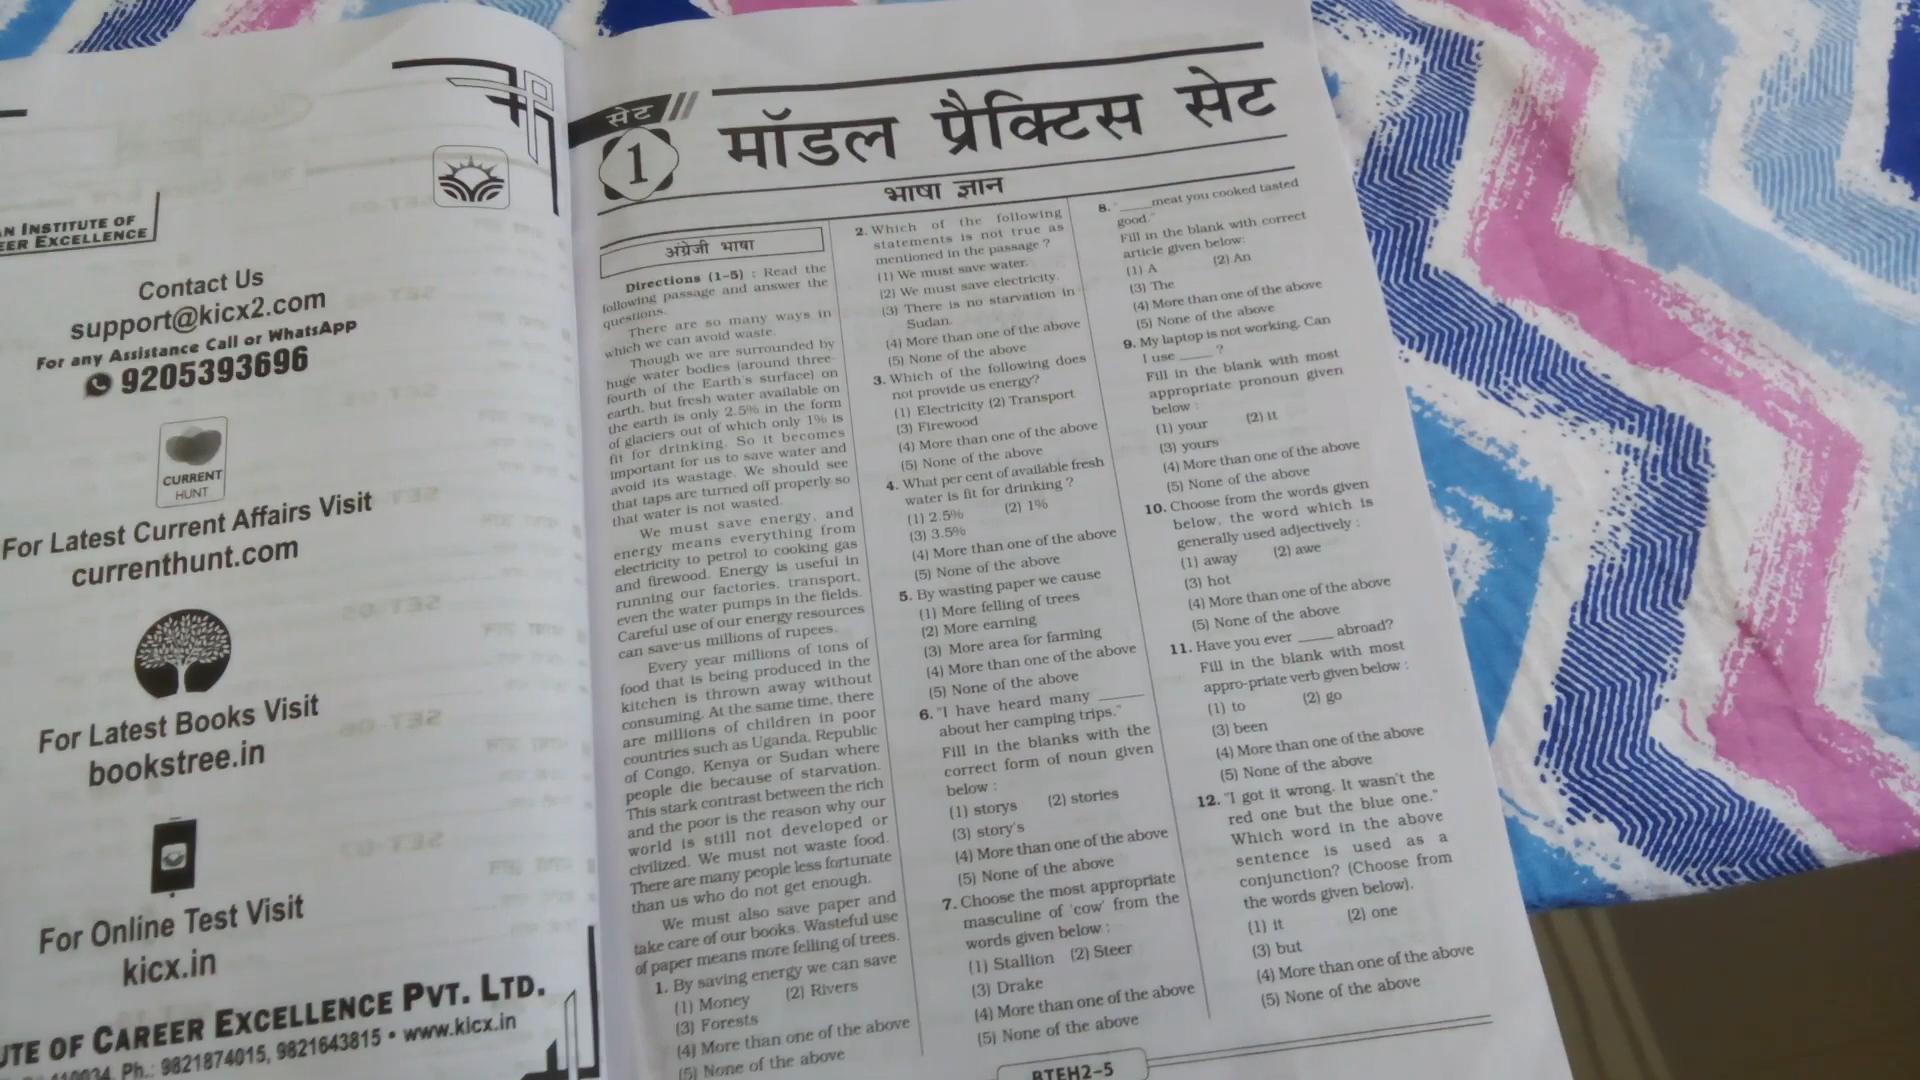 AN INSTITUTE OF
EER EXCELLENCE
Contact Us
support@kicx2.com
For any Assistance Call or WhatsApp
9205393696
CURRENT
HUNT
For Latest Current Affairs Visit
currenthunt.com
For Latest Books Visit
bookstree.in
For Online Test Visit
kicx.in
UTE OF CAREER EXCELLENCE PVT. LTD.
Ph.: 9821874015, 9821643815 • www.kicx.in
सेट
1
मॉडल प्रैक्टिस सेट
भाषा ज्ञान
अंग्रेजी भाषा
Directions (1-5) : Read the
following passage and answer the
questions.
There are so many ways in
which we can avoid waste.
Though we are surrounded by
huge water bodies (around three-
fourth of the Earth's surface) on
earth, but fresh water available on
the earth is only 2.5% in the form
of glaciers out of which only 1% is
fit for drinking. So it becomes
important for us to save water and
avoid its wastage. We should see
that taps are turned off properly so
that water is not wasted.
We must save energy, and
energy means everything from
electricity to petrol to cooking gas
and firewood. Energy is useful in
running our factories, transport,
even the water pumps in the fields.
Careful use of our energy resources
can save us millions of rupees.
Every year millions of tons of
food that is being produced in the
kitchen is thrown away without
consuming. At the same time, there
are millions of children in poor
countries such as Uganda, Republic
of Congo, Kenya or Sudan where
people die because of starvation.
This stark contrast between the rich
and the poor is the reason why our
world is still not developed or
civilized. We must not waste food.
There are many people less fortunate
than us who do not get enough.
We must also save paper and
take care of our books. Wasteful use
of paper means more felling of trees.
1. By saving energy we can save
(1) Money (2) Rivers
(3) Forests
(4) More than one of the above
(5) None of the above
2. Which of the following
statements is not true as
mentioned in the passage ?
(1) We must save water.
(2) We must save electricity.
(3) There is no starvation in
Sudan.
(4) More than one of the above
(5) None of the above
3. Which of the following does
not provide us energy?
(1) Electricity (2) Transport
(3) Firewood
(4) More than one of the above
(5) None of the above
4. What per cent of available fresh
water is fit for drinking ?
(1) 2.5% (2) 1%
(3) 3.5%
(4) More than one of the above
(5) None of the above
5. By wasting paper we cause
(1) More felling of trees
(2) More earning
(3) More area for farming
(4) More than one of the above
(5) None of the above
6. "I have heard many _____
about her camping trips."
Fill in the blanks with the
correct form of noun given
below :
(1) storys (2) stories
(3) story's
(4) More than one of the above
(5) None of the above
7. Choose the most appropriate
masculine of 'cow' from the
words given below :
(1) Stallion (2) Steer
(3) Drake
(4) More than one of the above
(5) None of the above
8. "_____meat you cooked tasted
good."
Fill in the blank with correct
article given below:
(1) A (2) An
(3) The
(4) More than one of the above
(5) None of the above
9. My laptop is not working. Can
I use _____ ?
Fill in the blank with most
appropriate pronoun given
below :
(1) your (2) it
(3) yours
(4) More than one of the above
(5) None of the above
10. Choose from the words given
below, the word which is
generally used adjectively :
(1) away (2) awe
(3) hot
(4) More than one of the above
(5) None of the above
11. Have you ever _____ abroad?
Fill in the blank with most
appro-priate verb given below :
(1) to (2) go
(3) been
(4) More than one of the above
(5) None of the above
12. "I got it wrong. It wasn't the
red one but the blue one."
Which word in the above
sentence is used as a
conjunction? (Choose from
the words given below).
(1) it (2) one
(3) but
(4) More than one of the above
(5) None of the above
BTEH2-5